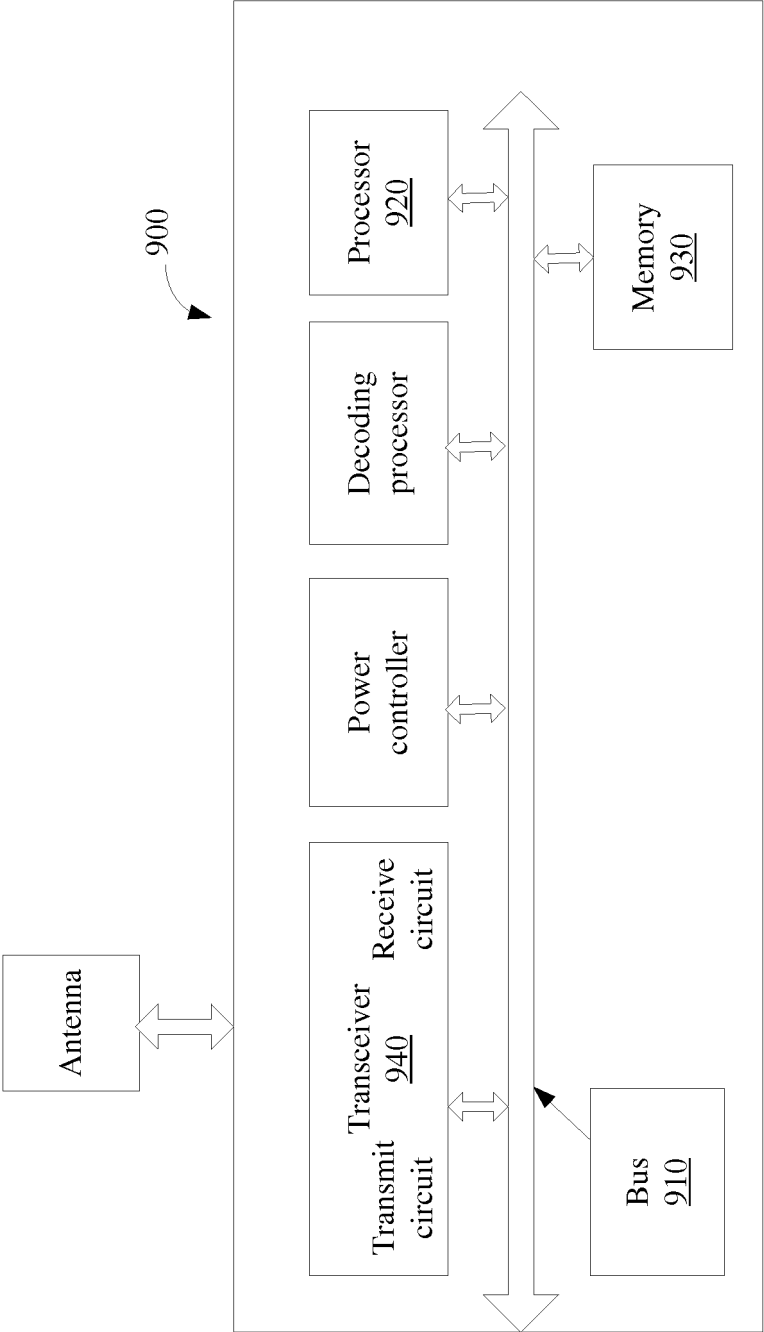 Antenna
900
Transmit
circuit
Transceiver
940
Receive
circuit
Power
controller
Decoding
processor
Processor
920
Bus
910
Memory
930